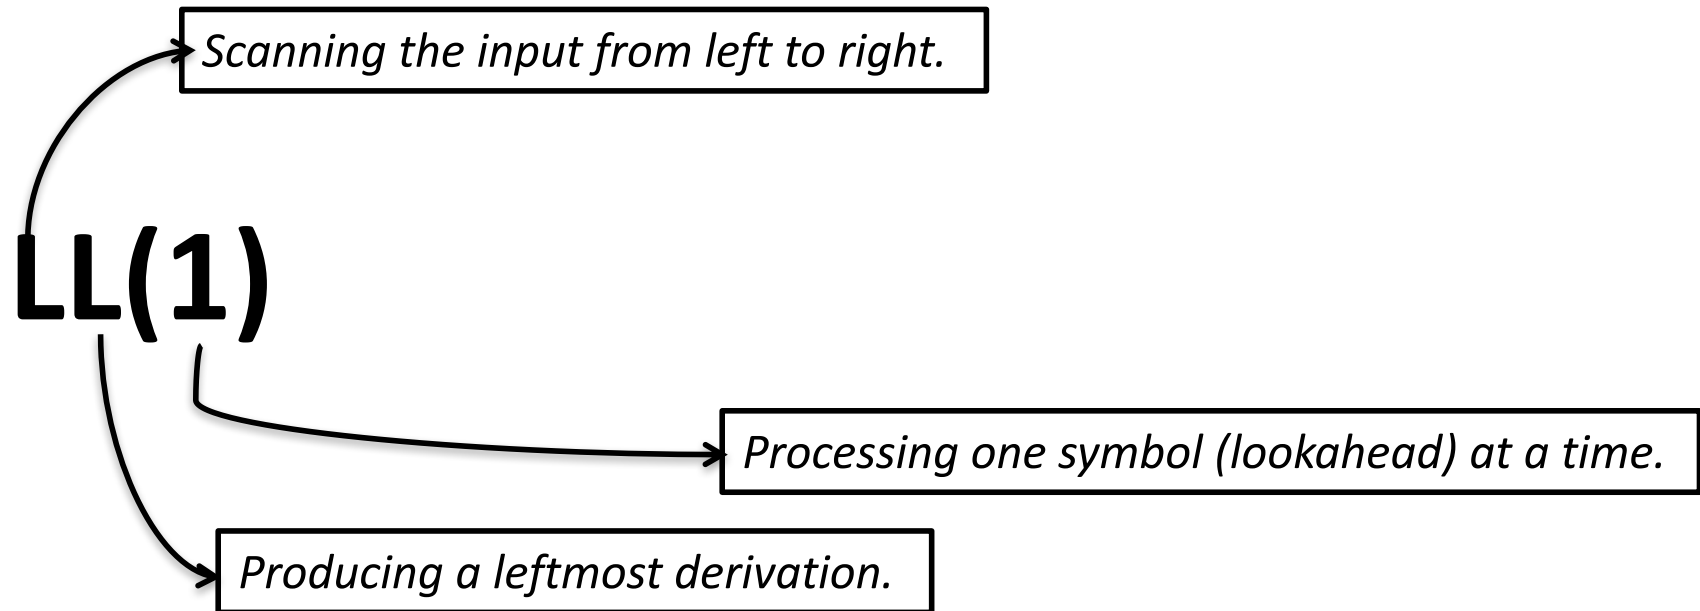 Scanning the input from left to right.
LL(1)
Processing one symbol (lookahead) at a time.
Producing a leftmost derivation.